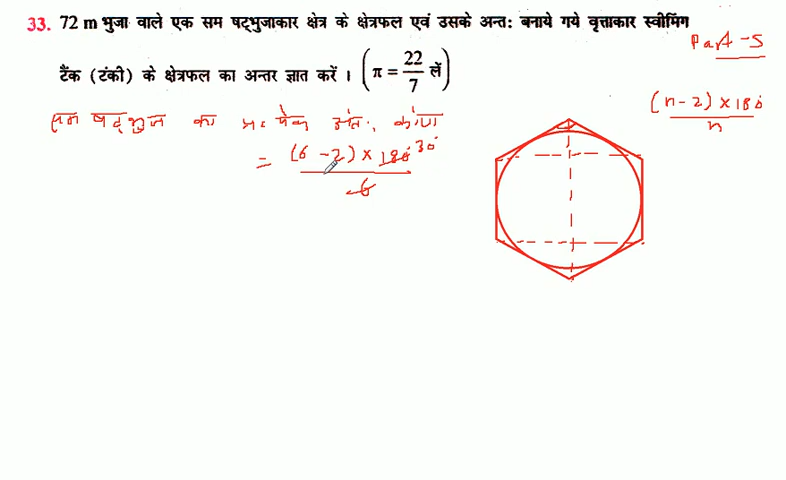 33. 72 m भुजा वाले एक सम षट्भुजाकार क्षेत्र के क्षेत्रफल एवं उसके अन्त: बनाये गये वृत्ताकार स्वीमिंग
Part-5
टैंक (टंकी) के क्षेत्रफल का अन्तर ज्ञात करें । (π = 22/7 लें)
(n-2)×180°/n
सम षट्भुज का प्रत्येक अंत: कोण
= (6-2)×180° 30°/6